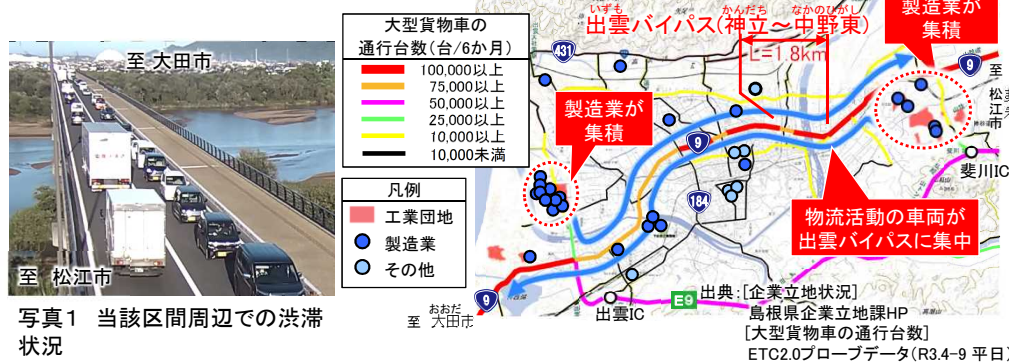 至 大田市
至 松江市
写真1 当該区間周辺での渋滞
状況
大型貨物車の
通行台数(台/6か月)
100,000以上
75,000以上
50,000以上
25,000以上
10,000以上
10,000未満
凡例
工業団地
製造業
その他
いずも かんだち なかのひがし
出雲バイパス(神立~中野東)
L=1.8km
431
製造業が
集積
製造業が
集積
9
至
松
江
市
9
184
斐川IC
物流活動の車両が
出雲バイパスに集中
9
おおだ
至 大田市
出雲IC
E9
出典:[企業立地状況]
島根県企業立地課HP
[大型貨物車の通行台数]
ETC2.0プローブデータ(R3.4-9 平日)